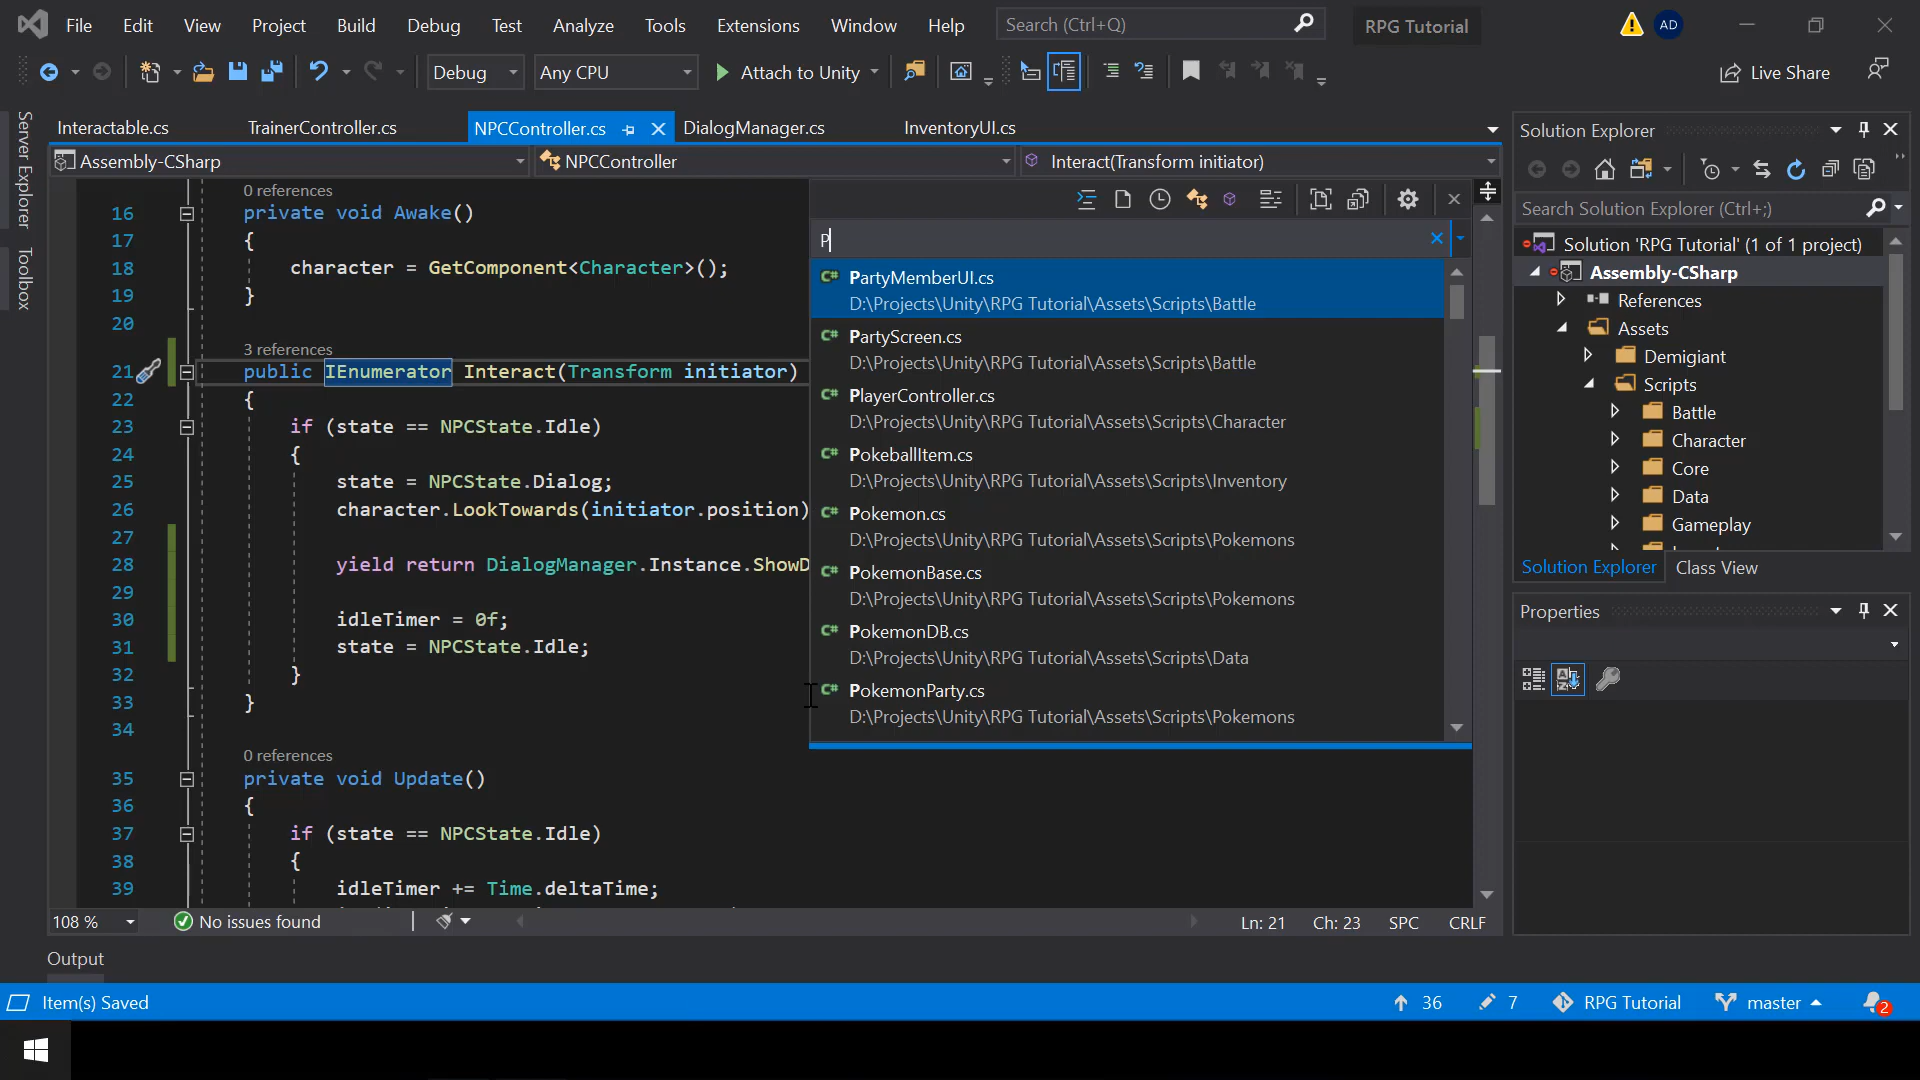 File Edit View Project Build Debug Test Analyze Tools Extensions Window Help Search (Ctrl+Q) RPG Tutorial AD
Debug Any CPU Attach to Unity Live Share
Server Explorer
Toolbox
Interactable.cs TrainerController.cs NPCController.cs DialogManager.cs InventoryUI.cs
Assembly-CSharp NPCController Interact(Transform initiator)
0 references
16 private void Awake()
17 {
18 character = GetComponent<Character>();
19 }
20
3 references
21 public IEnumerator Interact(Transform initiator)
22 {
23 if (state == NPCState.Idle)
24 {
25 state = NPCState.Dialog;
26 character.LookTowards(initiator.position)
27
28 yield return DialogManager.Instance.ShowD
29
30 idleTimer = 0f;
31 state = NPCState.Idle;
32 }
33 }
34
0 references
35 private void Update()
36 {
37 if (state == NPCState.Idle)
38 {
39 idleTimer += Time.deltaTime;
P
C# PartyMemberUI.cs
D:\Projects\Unity\RPG Tutorial\Assets\Scripts\Battle
C# PartyScreen.cs
D:\Projects\Unity\RPG Tutorial\Assets\Scripts\Battle
C# PlayerController.cs
D:\Projects\Unity\RPG Tutorial\Assets\Scripts\Character
C# PokeballItem.cs
D:\Projects\Unity\RPG Tutorial\Assets\Scripts\Inventory
C# Pokemon.cs
D:\Projects\Unity\RPG Tutorial\Assets\Scripts\Pokemons
C# PokemonBase.cs
D:\Projects\Unity\RPG Tutorial\Assets\Scripts\Pokemons
C# PokemonDB.cs
D:\Projects\Unity\RPG Tutorial\Assets\Scripts\Data
C# PokemonParty.cs
D:\Projects\Unity\RPG Tutorial\Assets\Scripts\Pokemons
108 % No issues found Ln: 21 Ch: 23 SPC CRLF
Solution Explorer
Search Solution Explorer (Ctrl+;)
Solution 'RPG Tutorial' (1 of 1 project)
Assembly-CSharp
References
Assets
Demigiant
Scripts
Battle
Character
Core
Data
Gameplay
Solution Explorer Class View
Properties
Output
Item(s) Saved 36 7 RPG Tutorial master 2